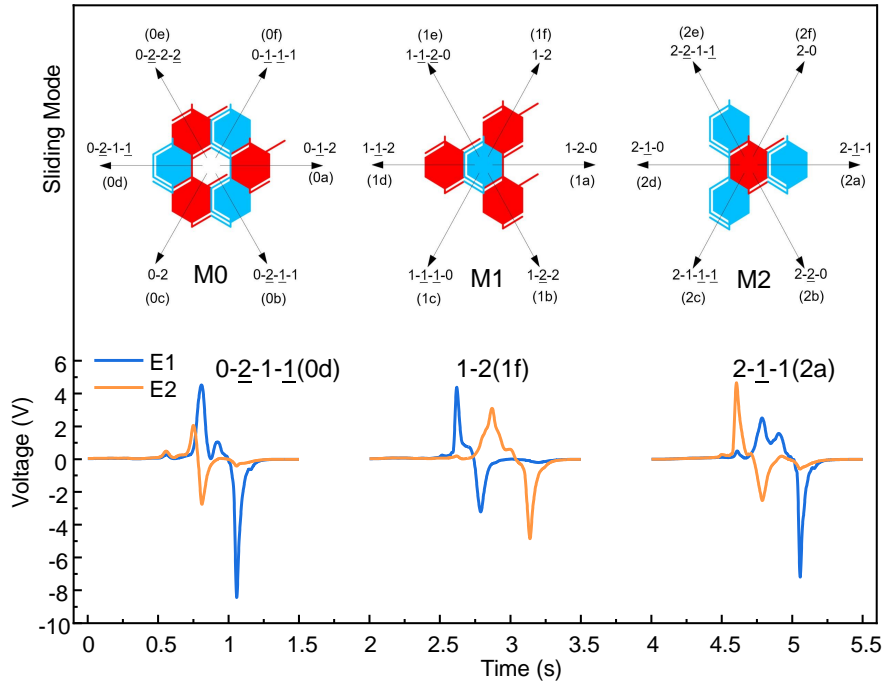 Sliding Mode
(0e)
0-2-2-2
(0f)
0-1-1-1
0-2-1-1
(0d)
0-1-2
(0a)
0-2
(0c)
M0
0-2-1-1
(0b)
(1e)
1-1-2-0
(1f)
1-2
1-1-2
(1d)
1-2-0
(1a)
1-1-1-0
(1c)
M1
1-2-2
(1b)
(2e)
2-2-1-1
(2f)
2-0
2-1-0
(2d)
2-1-1
(2a)
2-1-1-1
(2c)
M2
2-2-0
(2b)
Voltage (V)
6
4
2
0
-2
-4
-6
-8
-10
E1
E2
0-2-1-1(0d)
1-2(1f)
2-1-1(2a)
0 0.5 1 1.5 2 2.5 3 3.5 4 4.5 5 5.5
Time (s)